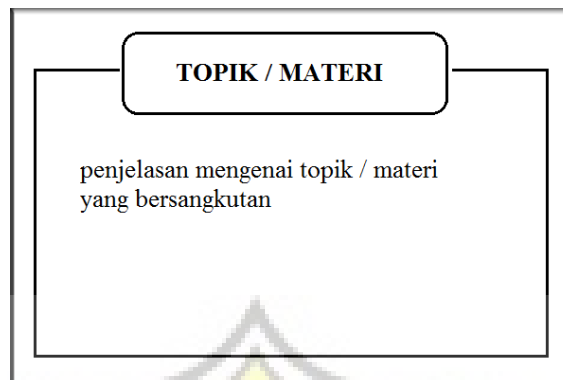 TOPIK / MATERI
penjelasan mengenai topik / materi
yang bersangkutan